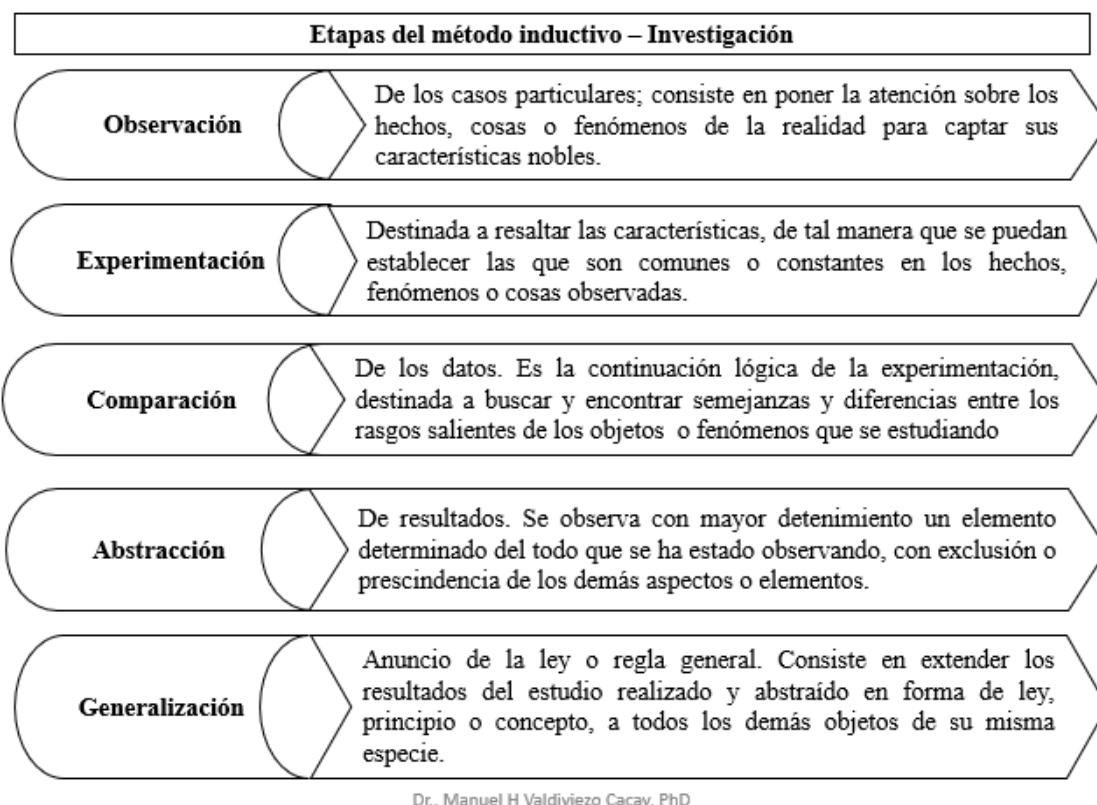 Etapas del método inductivo – Investigación
Observación
De los casos particulares; consiste en poner la atención sobre los
hechos, cosas o fenómenos de la realidad para captar sus
características nobles.
Experimentación
Destinada a resaltar las características, de tal manera que se puedan
establecer las que son comunes o constantes en los hechos,
fenómenos o cosas observadas.
Comparación
De los datos. Es la continuación lógica de la experimentación,
destinada a buscar y encontrar semejanzas y diferencias entre los
rasgos salientes de los objetos o fenómenos que se estudiando
Abstracción
De resultados. Se observa con mayor detenimiento un elemento
determinado del todo que se ha estado observando, con exclusión o
prescindencia de los demás aspectos o elementos.
Generalización
Anuncio de la ley o regla general. Consiste en extender los
resultados del estudio realizado y abstraído en forma de ley,
principio o concepto, a todos los demás objetos de su misma
especie.
Dr.. Manuel H Valdiviezo Cacay, PhD